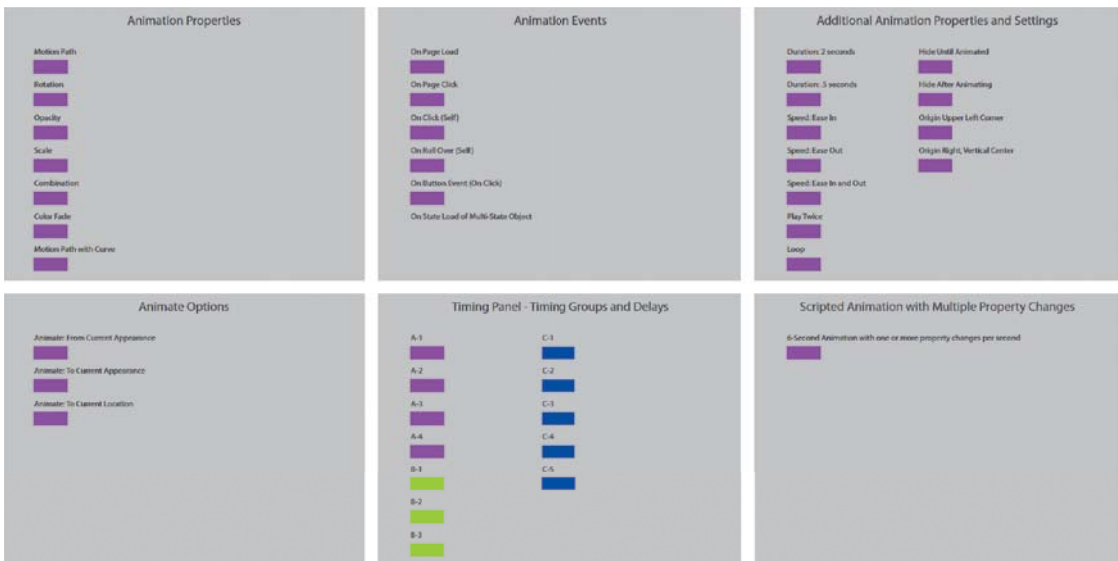 Animation Properties
Motion Path
Rotation
Opacity
Scale
Combination
Color Fade
Motion Path with Curve
Animation Events
On Page Load
On Page Click
On Click (Self)
On Roll Over (Self)
On Button Event (On Click)
On State Load of Multi-State Object
Additional Animation Properties and Settings
Duration: 2 seconds
Duration: .5 seconds
Speed: Ease In
Speed: Ease Out
Speed: Ease In and Out
Play Twice
Loop
Hide Until Animated
Hide After Animating
Origin Upper Left Corner
Origin Right, Vertical Center
Animate Options
Animate: From Current Appearance
Animate: To Current Appearance
Animate: To Current Location
Timing Panel - Timing Groups and Delays
A-1
A-2
A-3
A-4
B-1
B-2
B-3
C-1
C-2
C-3
C-4
C-5
Scripted Animation with Multiple Property Changes
6-Second Animation with one or more property changes per second